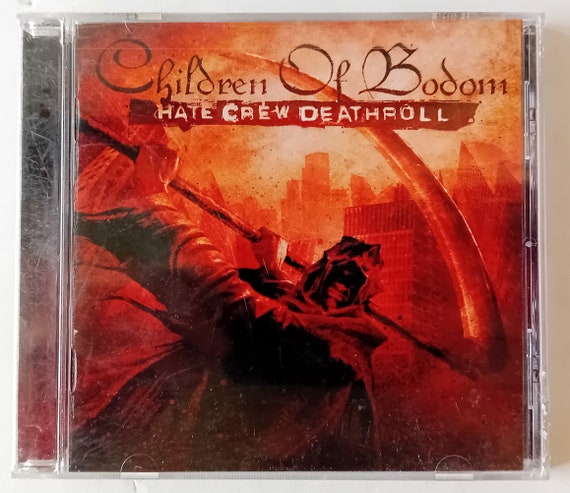 Children Of Bodom
HATE CREW DEATHROLL